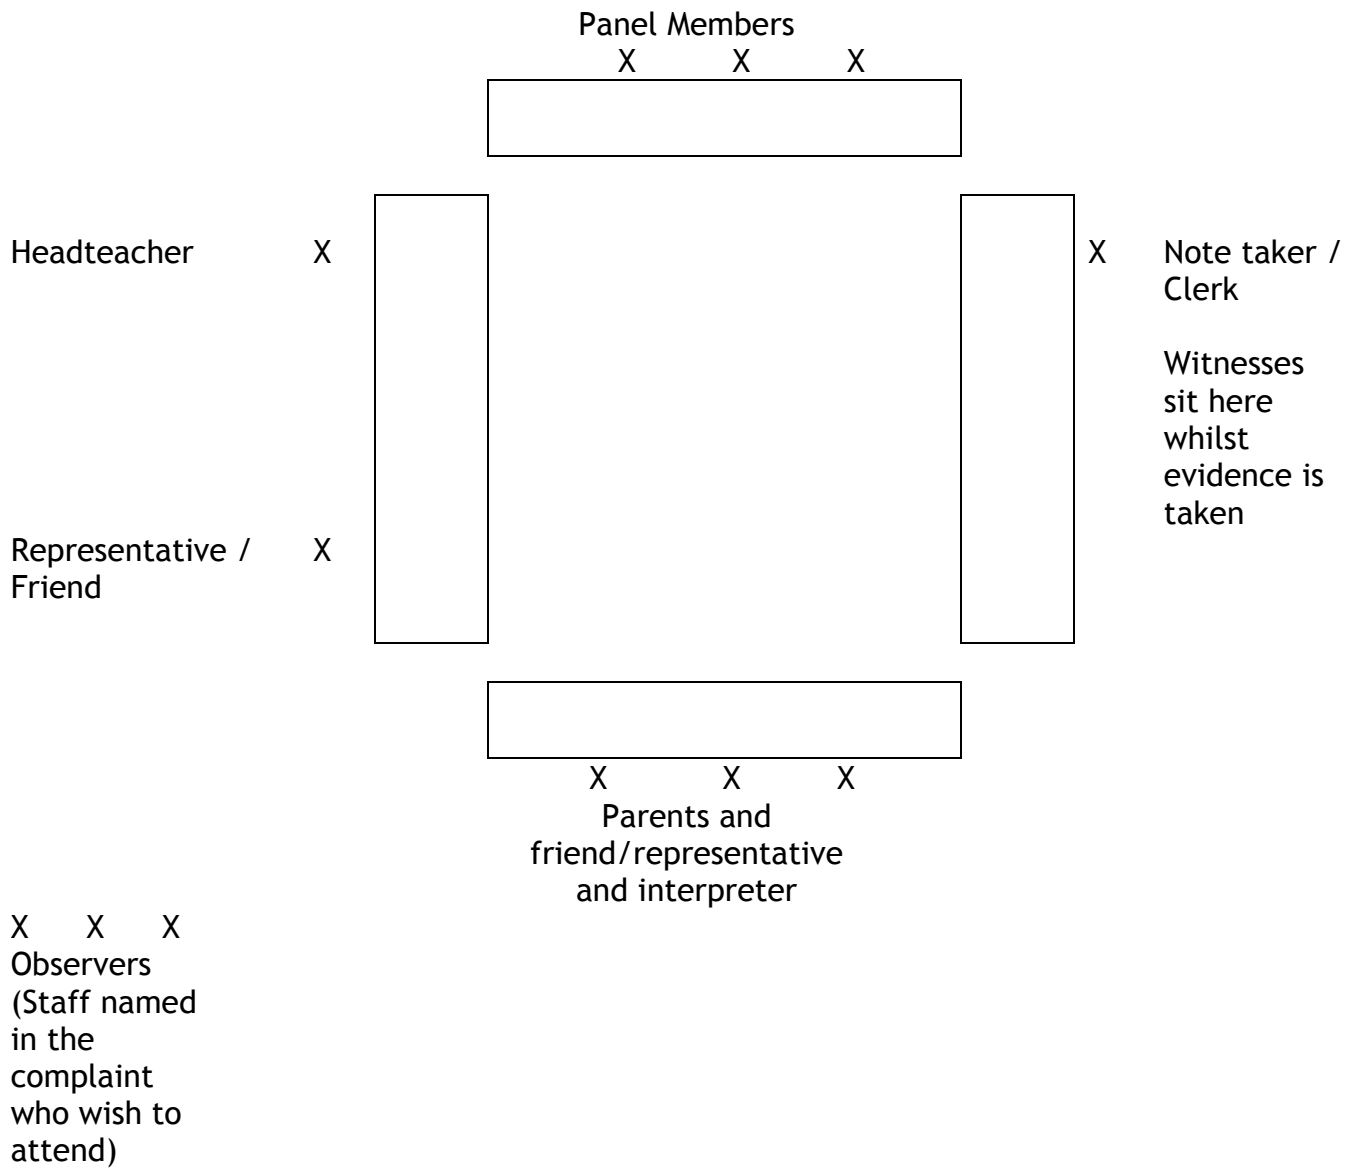 Panel Members
X X X
Headteacher X
X Note taker /
Clerk
Witnesses
sit here
whilst
evidence is
taken
Representative / X
Friend
X X X
Parents and
friend/representative
and interpreter
X X X
Observers
(Staff named
in the
complaint
who wish to
attend)